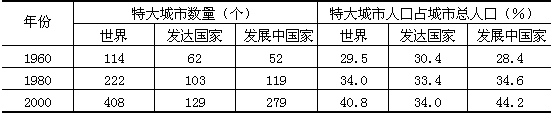 年份 特大城市数量（个） 特大城市人口占城市总人口（%）
世界 发达国家 发展中国家 世界 发达国家 发展中国家
1960 114 62 52 29.5 30.4 28.4
1980 222 103 119 34.0 33.4 34.6
2000 408 129 279 40.8 34.0 44.2